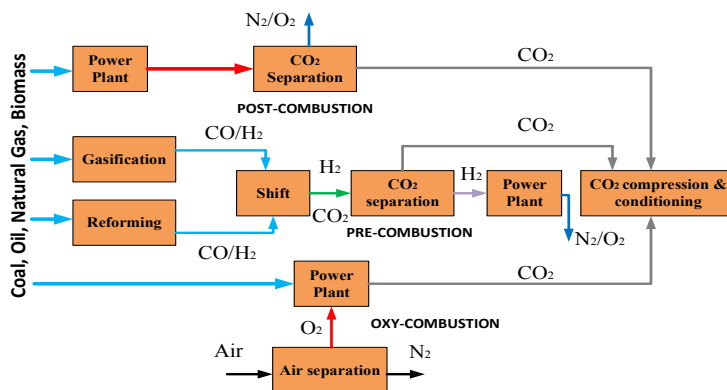 N₂/O₂
CO₂
Power
Plant
CO₂
Separation
POST-COMBUSTION
Coal, Oil, Natural Gas, Biomass
CO/H₂
CO₂
Gasification
H₂
H₂
Shift
CO₂
separation
Power
Plant
CO₂ compression &
conditioning
Reforming
CO₂
PRE-COMBUSTION
N₂/O₂
CO/H₂
Power
Plant
CO₂
O₂
OXY-COMBUSTION
Air
Air separation
N₂